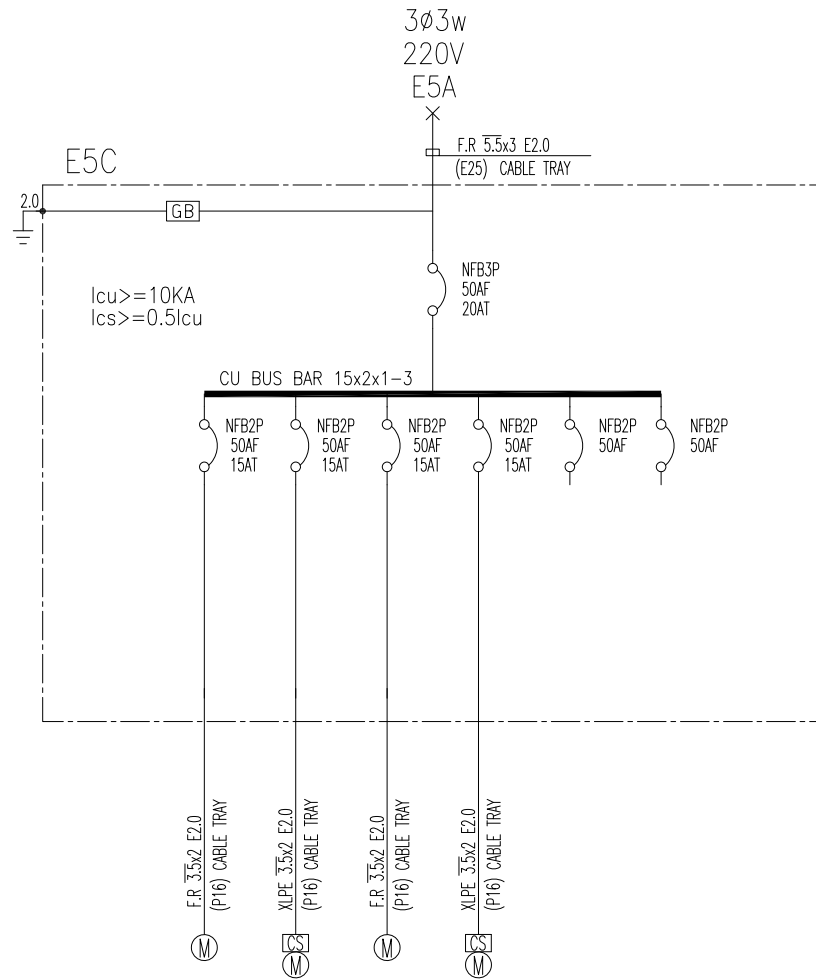 3ø3w
220V
E5A
F.R 5.5x3 E2.0
(E25) CABLE TRAY
E5C
2.0
GB
Icu>=10KA
Ics>=0.5Icu
NFB3P
50AF
20AT
CU BUS BAR 15x2x1-3
NFB2P
50AF
15AT
NFB2P
50AF
15AT
NFB2P
50AF
15AT
NFB2P
50AF
15AT
NFB2P
50AF
NFB2P
50AF
F.R 3.5x2 E2.0
(P16) CABLE TRAY
XLPE 3.5x2 E2.0
(P16) CABLE TRAY
F.R 3.5x2 E2.0
(P16) CABLE TRAY
XLPE 3.5x2 E2.0
(P16) CABLE TRAY
M
CS
M
M
CS
M